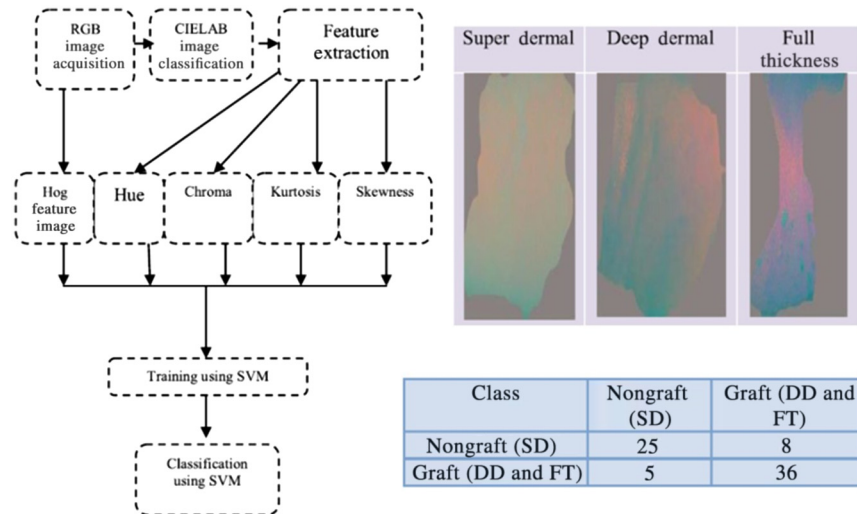 RGB
image
acquisition
CIELAB
image
classification
Feature
extraction
Hog
feature
image
Hue
Chroma
Kurtosis
Skewness
Training using SVM
Classification
using SVM
Super dermal
Deep dermal
Full
thickness
Class
Nongraft
(SD)
Graft (DD and
FT)
Nongraft (SD)
25
8
Graft (DD and FT)
5
36